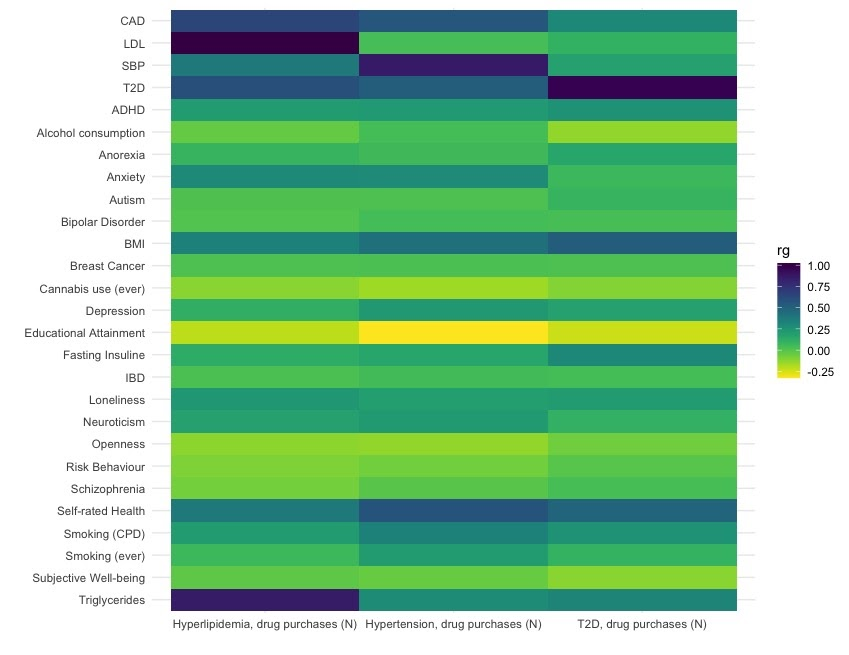 CAD
LDL
SBP
T2D
ADHD
Alcohol consumption
Anorexia
Anxiety
Autism
Bipolar Disorder
BMI
Breast Cancer
Cannabis use (ever)
Depression
Educational Attainment
Fasting Insuline
IBD
Loneliness
Neuroticism
Openness
Risk Behaviour
Schizophrenia
Self-rated Health
Smoking (CPD)
Smoking (ever)
Subjective Well-being
Triglycerides
Hyperlipidemia, drug purchases (N) Hypertension, drug purchases (N) T2D, drug purchases (N)
rg
1.00
0.75
0.50
0.25
0.00
-0.25